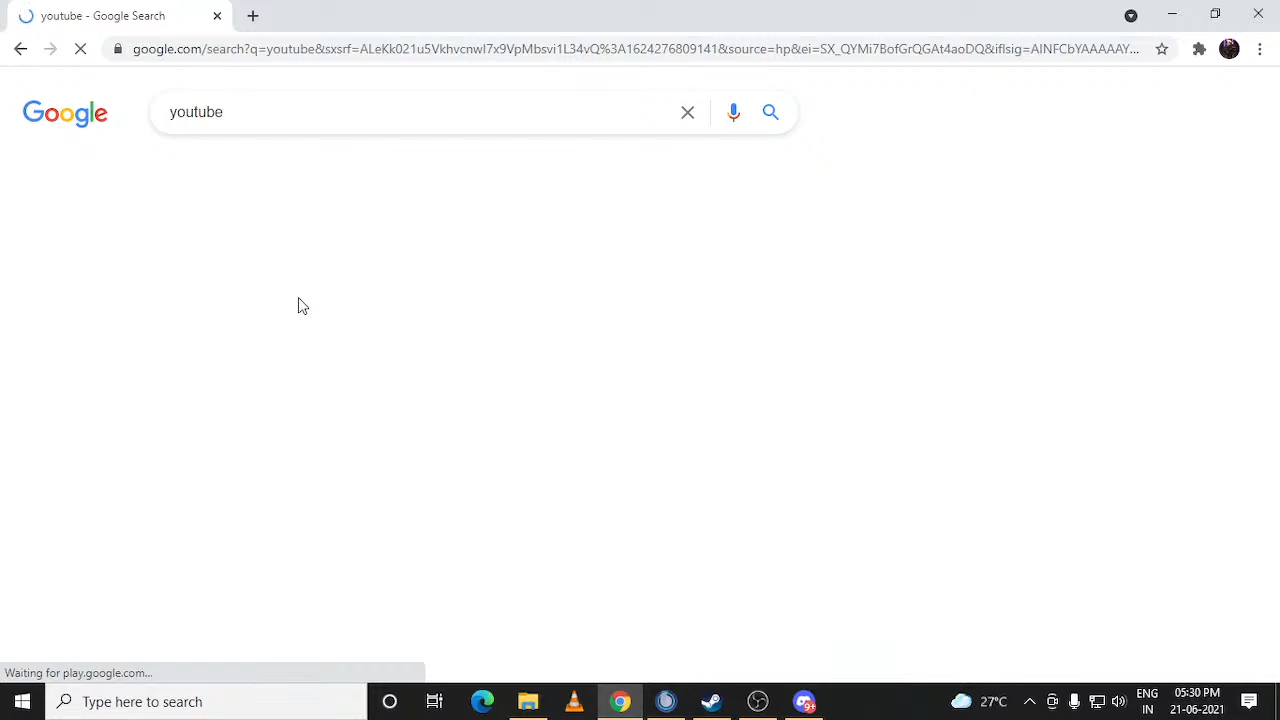 youtube - Google Search
google.com/search?q=youtube&sxsrf=ALeKk021u5Vkhvcnwl7x9VpMbsvi1L34vQ%3A1624276809141&source=hp&ei=SX_QYMi7BofGrQGAt4aoDQ&iflsig=AINFCbYAAAAAY...
Google
youtube
Waiting for play.google.com...
Type here to search
9+
27°C
ENG
IN
05:30 PM
21-06-2021